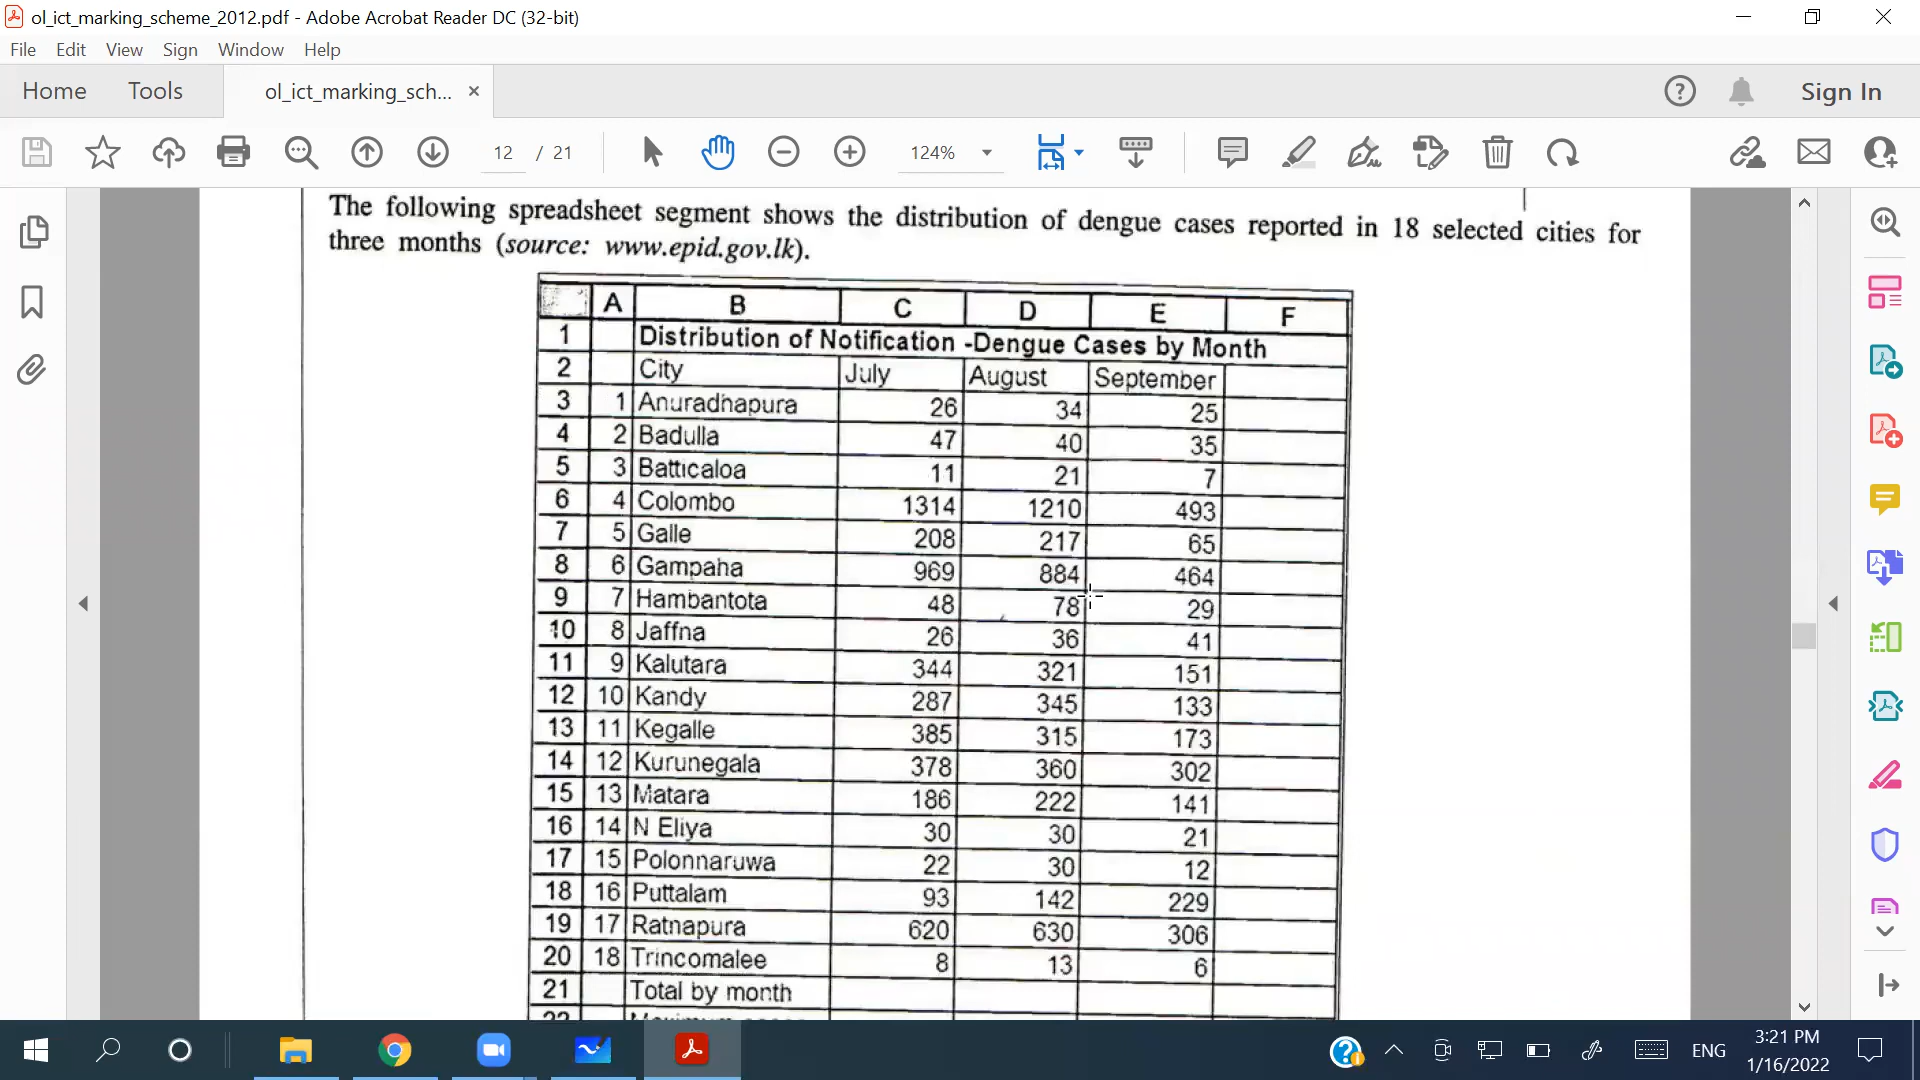 ol_ict_marking_scheme_2012.pdf - Adobe Acrobat Reader DC (32-bit)
File Edit View Sign Window Help
Home Tools ol_ict_marking_sch... × Sign In
12 / 21 124%
The following spreadsheet segment shows the distribution of dengue cases reported in 18 selected cities for
three months (source: www.epid.gov.lk).
A B C D E F
1 Distribution of Notification -Dengue Cases by Month
2 City July August September
3 1 Anuradhapura 26 34 25
4 2 Badulla 47 40 35
5 3 Batticaloa 11 21 7
6 4 Colombo 1314 1210 493
7 5 Galle 208 217 65
8 6 Gampaha 969 884 464
9 7 Hambantota 48 78 29
10 8 Jaffna 26 36 41
11 9 Kalutara 344 321 151
12 10 Kandy 287 345 133
13 11 Kegalle 385 315 173
14 12 Kurunegala 378 360 302
15 13 Matara 186 222 141
16 14 N Eliya 30 30 21
17 15 Polonnaruwa 22 30 12
18 16 Puttalam 93 142 229
19 17 Ratnapura 620 630 306
20 18 Trincomalee 8 13 6
21 Total by month
ENG
3:21 PM
1/16/2022